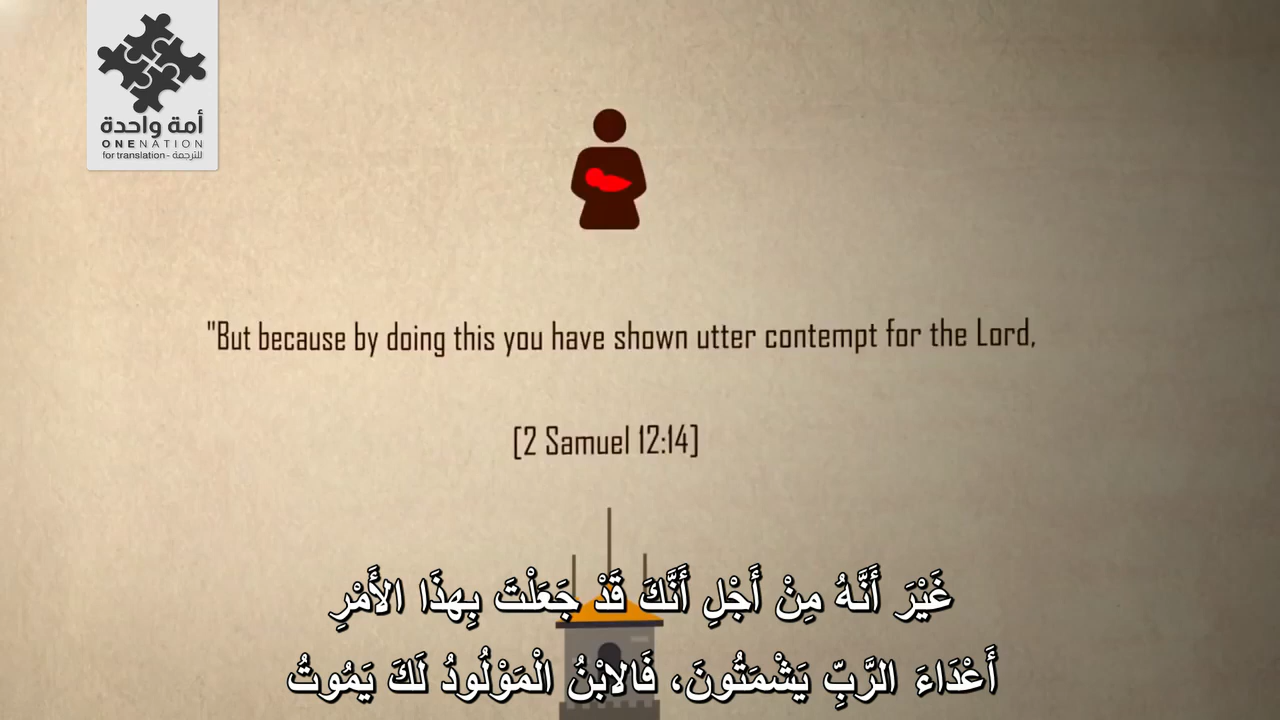 أمة واحدة
ONENATION
for translation - للترجمة
"But because by doing this you have shown utter contempt for the Lord,
[2 Samuel 12:14]
غَيْرَ أَنَّهُ مِنْ أَجْلِ أَنَّكَ قَدْ جَعَلْتَ بِهذَا الأَمْرِ
أَعْدَاءَ الرَّبِّ يَشْمَتُونَ، فَالابْنُ الْمَوْلُودُ لَكَ يَمُوتُ